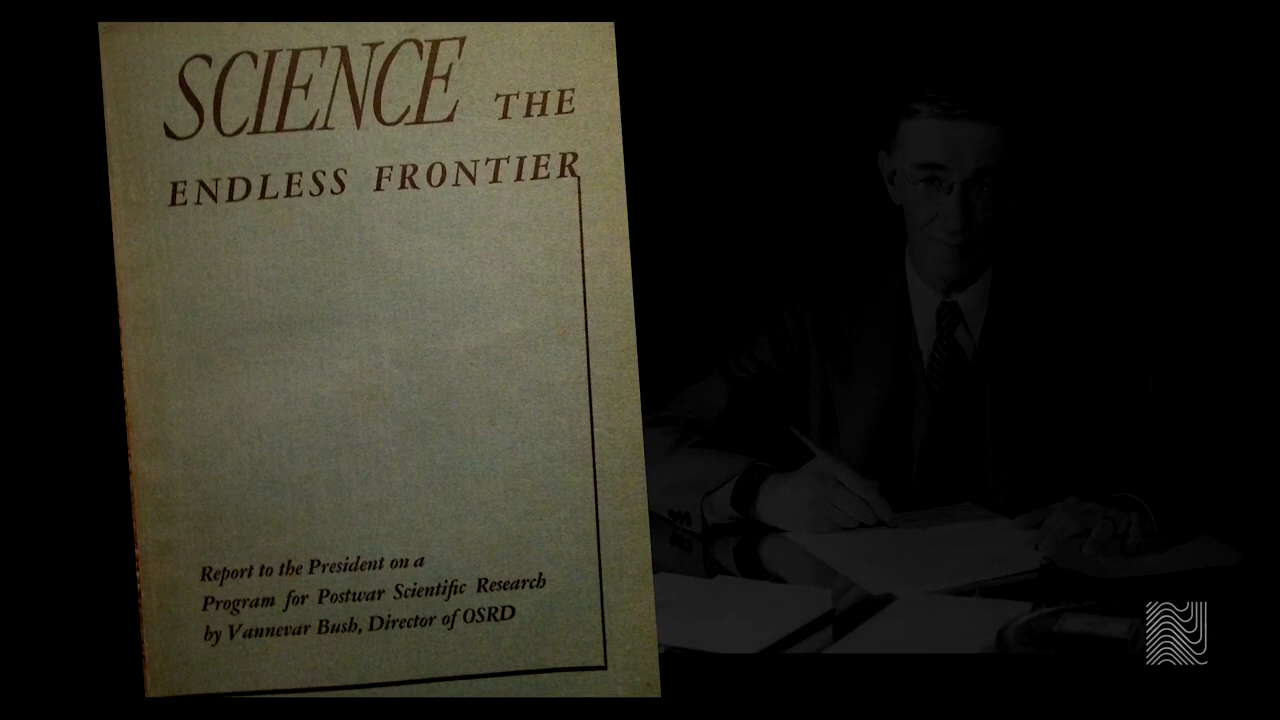 SCIENCE THE
ENDLESS FRONTIER
Report to the President on a
Program for Postwar Scientific Research
by Vannevar Bush, Director of OSRD